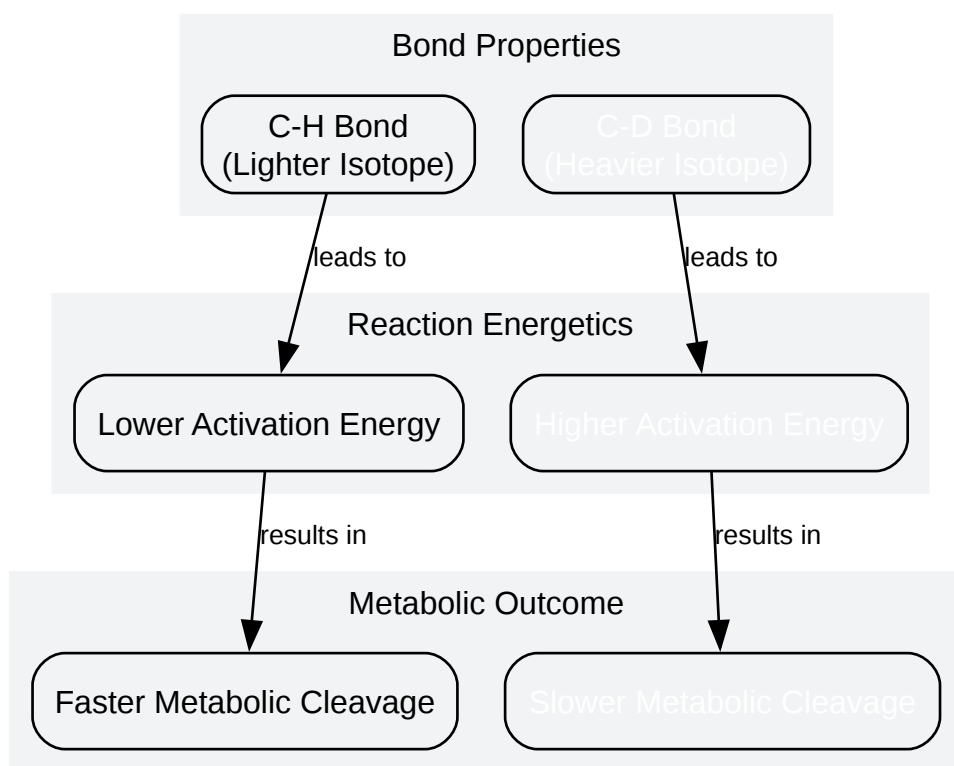 Bond Properties
C-H Bond
(Lighter Isotope)
C-D Bond
(Heavier Isotope)
leads to
leads to
Reaction Energetics
Lower Activation Energy
Higher Activation Energy
results in
results in
Metabolic Outcome
Faster Metabolic Cleavage
Slower Metabolic Cleavage